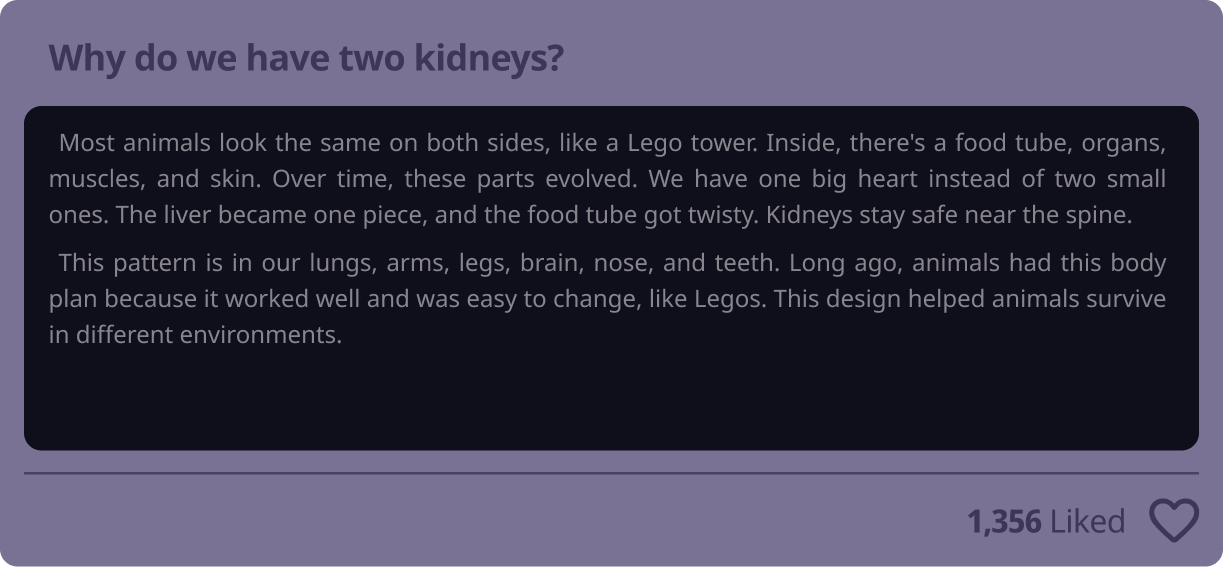 Why do we have two kidneys?
Most animals look the same on both sides, like a Lego tower. Inside, there's a food tube, organs,
muscles, and skin. Over time, these parts evolved. We have one big heart instead of two small
ones. The liver became one piece, and the food tube got twisty. Kidneys stay safe near the spine.
This pattern is in our lungs, arms, legs, brain, nose, and teeth. Long ago, animals had this body
plan because it worked well and was easy to change, like Legos. This design helped animals survive
in different environments.
1,356 Liked